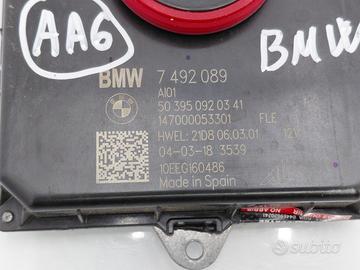 AA6
BMW
BMW 7 492 089
AI01
50 395 092 03 41
147000053301 FLE
HWEL: 21D8 06.03.01 12V
04-03-18 3539
10EEG160486
Made in Spain
subito